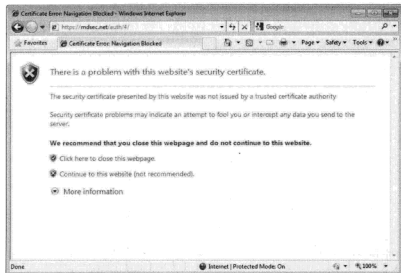 Certificate Error: Navigation Blocked - Windows Internet Explorer
https://mdsec.net/auth/4/
Google
Favorites Certificate Error: Navigation Blocked Page Safety Tools
There is a problem with this website's security certificate.
The security certificate presented by this website was not issued by a trusted certificate authority.
Security certificate problems may indicate an attempt to fool you or intercept any data you send to the
server.
We recommend that you close this webpage and do not continue to this website.
Click here to close this webpage.
Continue to this website (not recommended).
More information
Done Internet | Protected Mode: On 100%